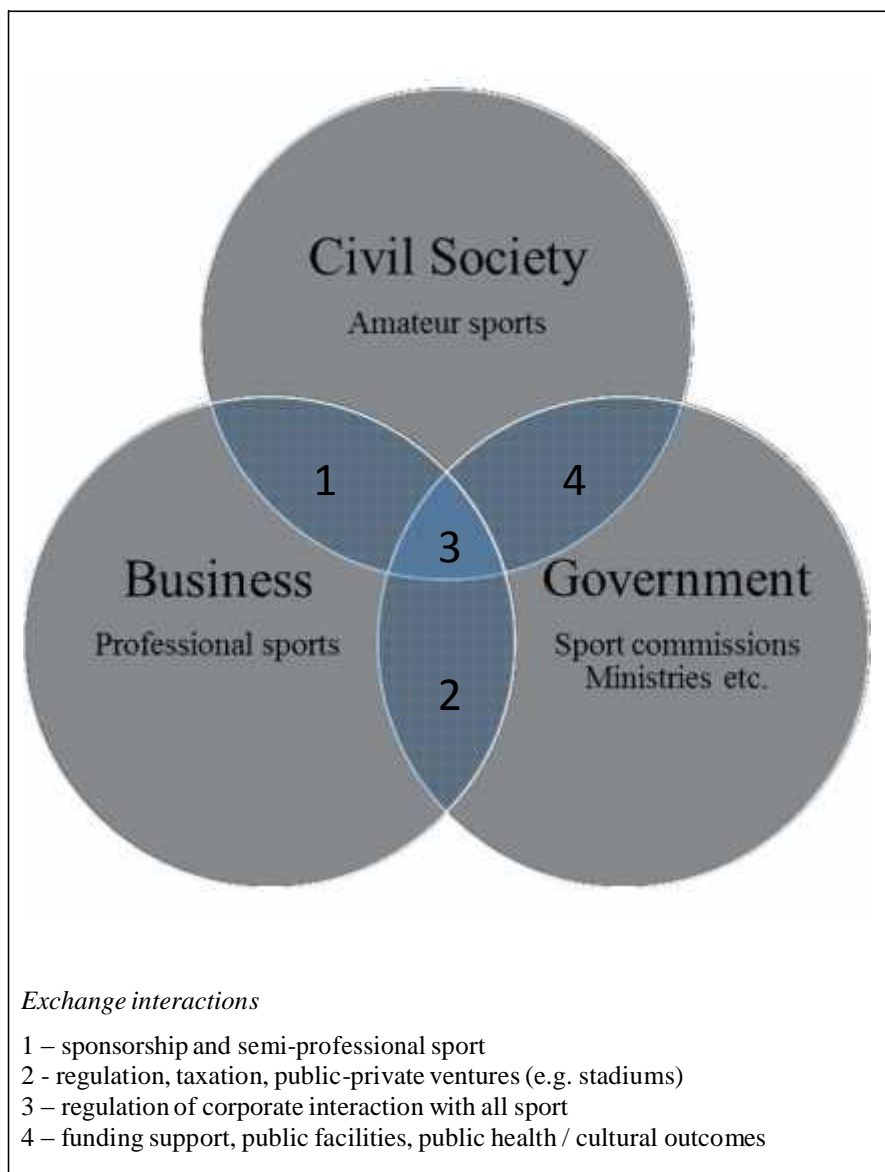 Civil Society
Amateur sports
1
4
3
Business
Professional sports
Government
Sport commissions
Ministries etc.
2
Exchange interactions
1 – sponsorship and semi-professional sport
2 - regulation, taxation, public-private ventures (e.g. stadiums)
3 – regulation of corporate interaction with all sport
4 – funding support, public facilities, public health / cultural outcomes